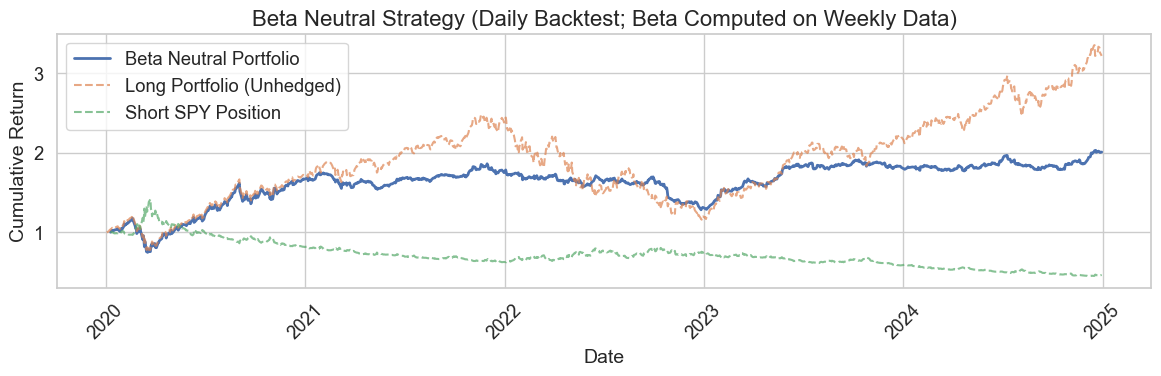 Beta Neutral Strategy (Daily Backtest; Beta Computed on Weekly Data)
Beta Neutral Portfolio
Long Portfolio (Unhedged)
Short SPY Position
Cumulative Return
3
2
1
2020
2021
2022
2023
2024
2025
Date